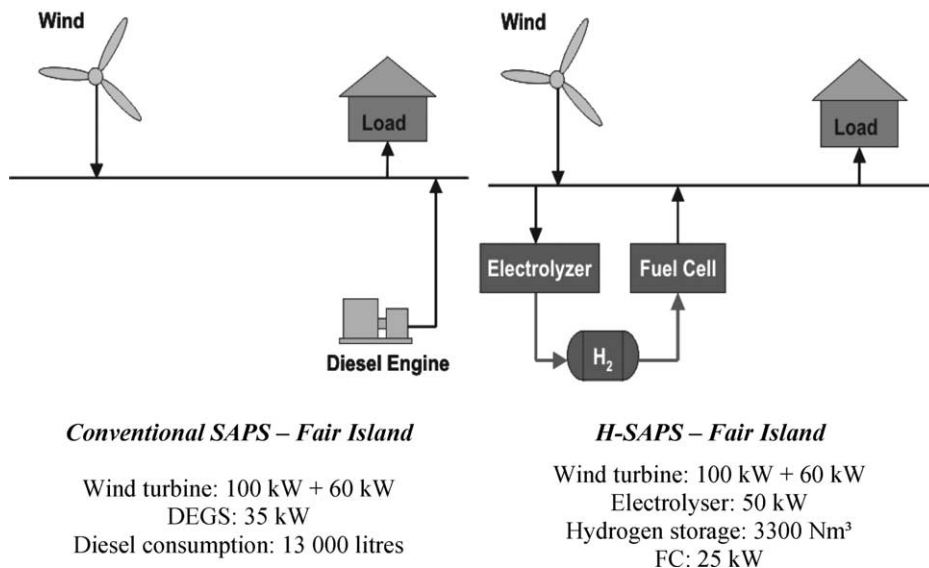 Wind
Load
Diesel Engine
Conventional SAPS – Fair Island
Wind turbine: 100 kW + 60 kW
DEGS: 35 kW
Diesel consumption: 13 000 litres
Wind
Load
Electrolyzer
Fuel Cell
H₂
H-SAPS – Fair Island
Wind turbine: 100 kW + 60 kW
Electrolyser: 50 kW
Hydrogen storage: 3300 Nm³
FC: 25 kW